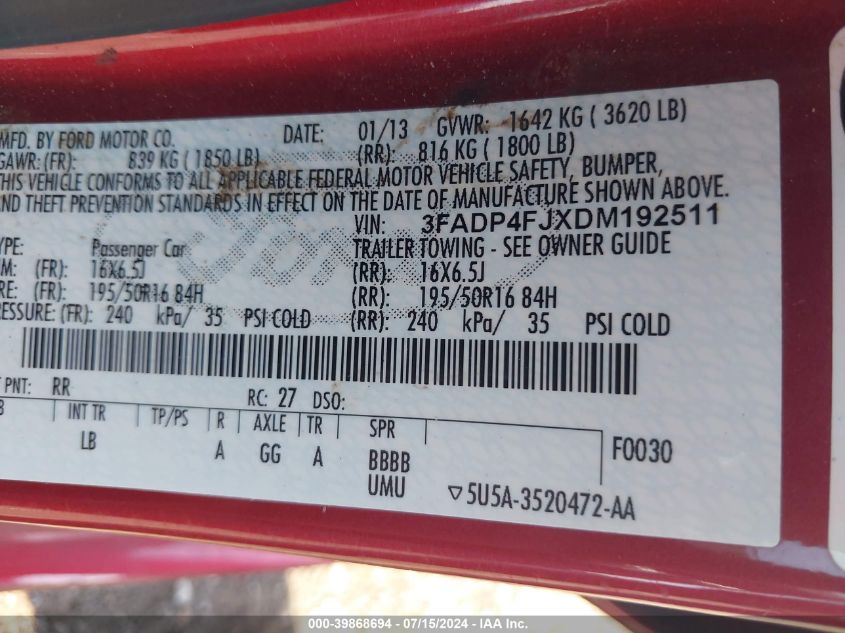 MFD. BY FORD MOTOR CO. DATE: 01/13 GVWR: 1642 KG ( 3620 LB)
GAWR: (FR): 839 KG ( 1850 LB) (RR): 816 KG ( 1800 LB)
THIS VEHICLE CONFORMS TO ALL APPLICABLE FEDERAL MOTOR VEHICLE SAFETY, BUMPER,
AND THEFT PREVENTION STANDARDS IN EFFECT ON THE DATE OF MANUFACTURE SHOWN ABOVE.
VIN: 3FADP4FJXDM192511
YPE: Passenger Car TRAILER TOWING - SEE OWNER GUIDE
M: (FR): 16X6.5J (RR): 16X6.5J
RE: (FR): 195/50R16 84H (RR): 195/50R16 84H
ESSURE: (FR): 240 kPa/ 35 PSI COLD (RR): 240 kPa/ 35 PSI COLD
PNT: RR RC: 27 DSO:
INT TR TP/PS R AXLE TR SPR
LB A GG A BBBB F0030
UMU ▽5U5A-3520472-AA
000-39868694 - 07/15/2024 - IAAI.com